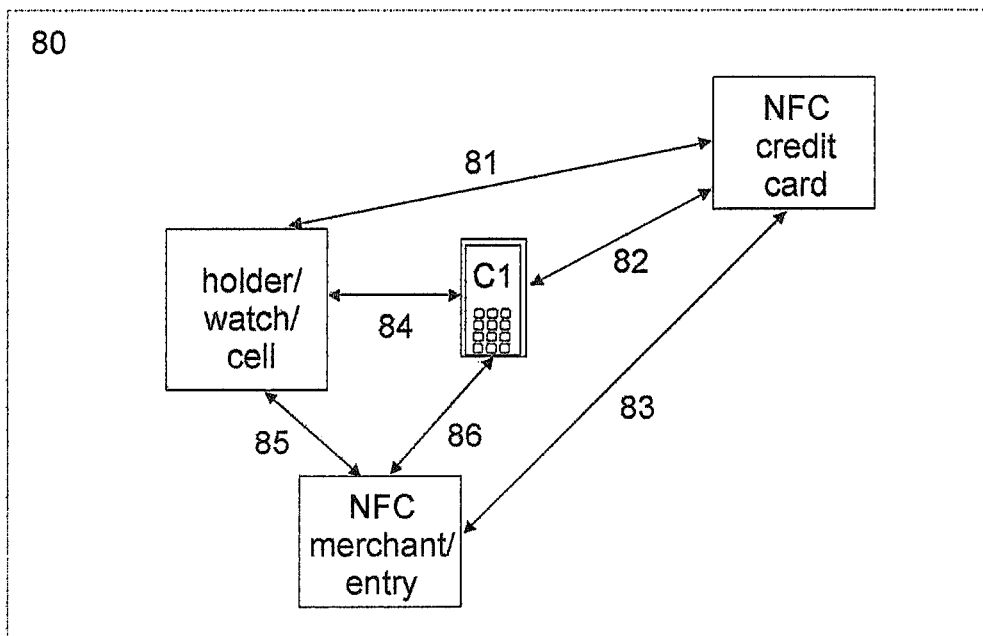 80
NFC
credit
card
81
82
holder/
watch/
cell
C1
84
83
85
86
NFC
merchant/
entry